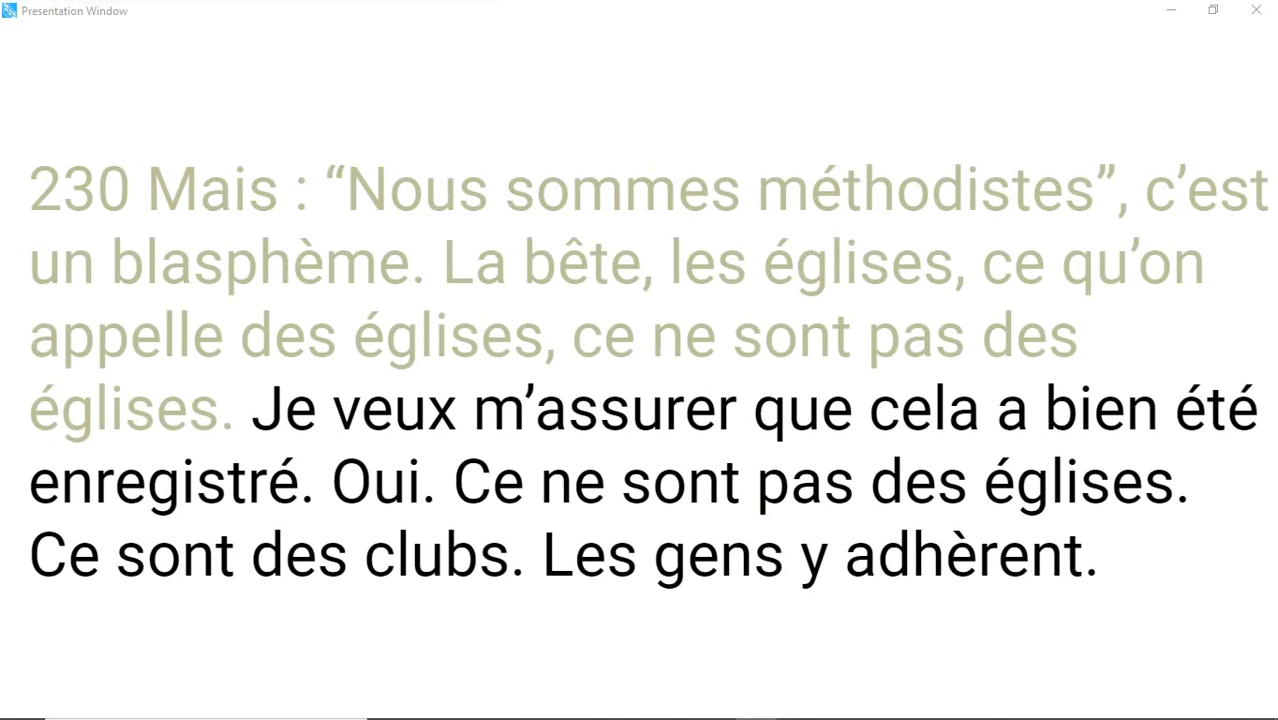 Presentation Window
230 Mais : “Nous sommes méthodistes”, c’est
un blasphème. La bête, les églises, ce qu’on
appelle des églises, ce ne sont pas des
églises. Je veux m’assurer que cela a bien été
enregistré. Oui. Ce ne sont pas des églises.
Ce sont des clubs. Les gens y adhèrent.